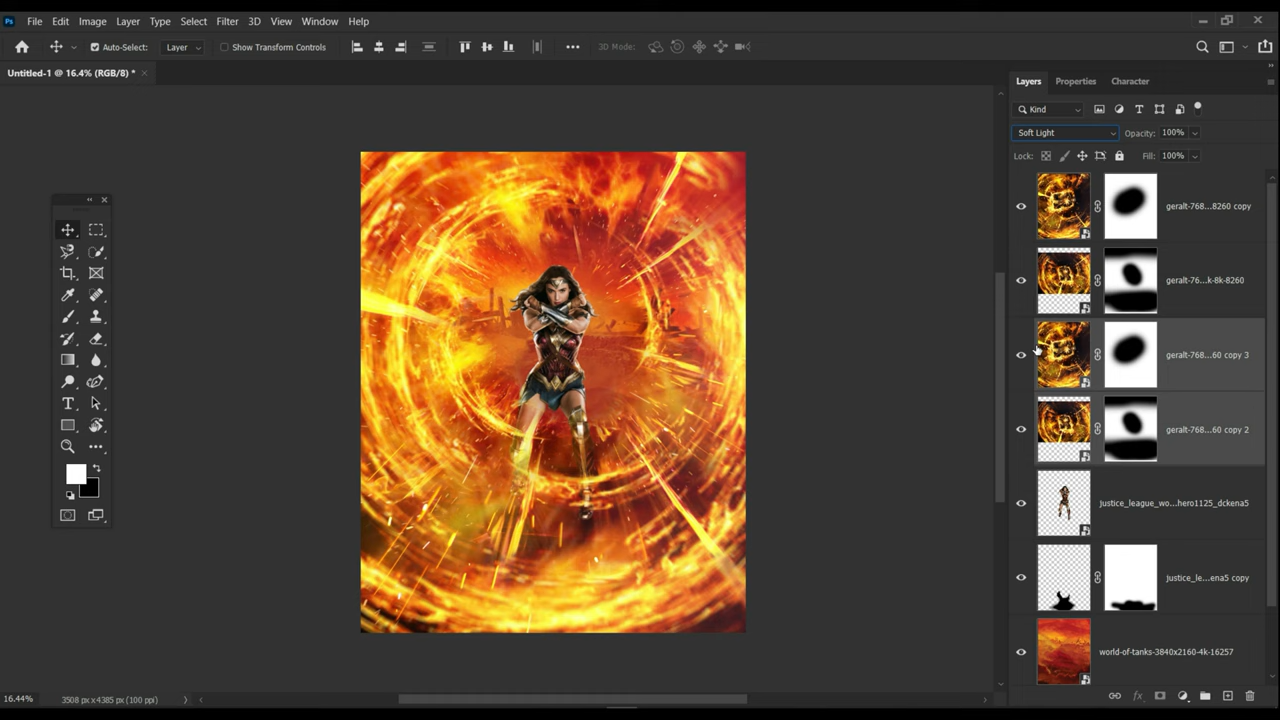 Ps File Edit Image Layer Type Select Filter 3D View Window Help
Auto-Select: Layer Show Transform Controls 3D Mode:
Untitled-1 @ 16.4% (RGB/8) *
Layers Properties Character
Kind
Soft Light Opacity: 100%
Lock: Fill: 100%
geralt-768...8260 copy
geralt-76...k-8k-8260
geralt-768...60 copy 3
geralt-768...60 copy 2
justice_league_wo...hero1125_dckena5
justice_le...ena5 copy
world-of-tanks-3840x2160-4k-16257
16.44% 3508 px x 4385 px (100 ppi)